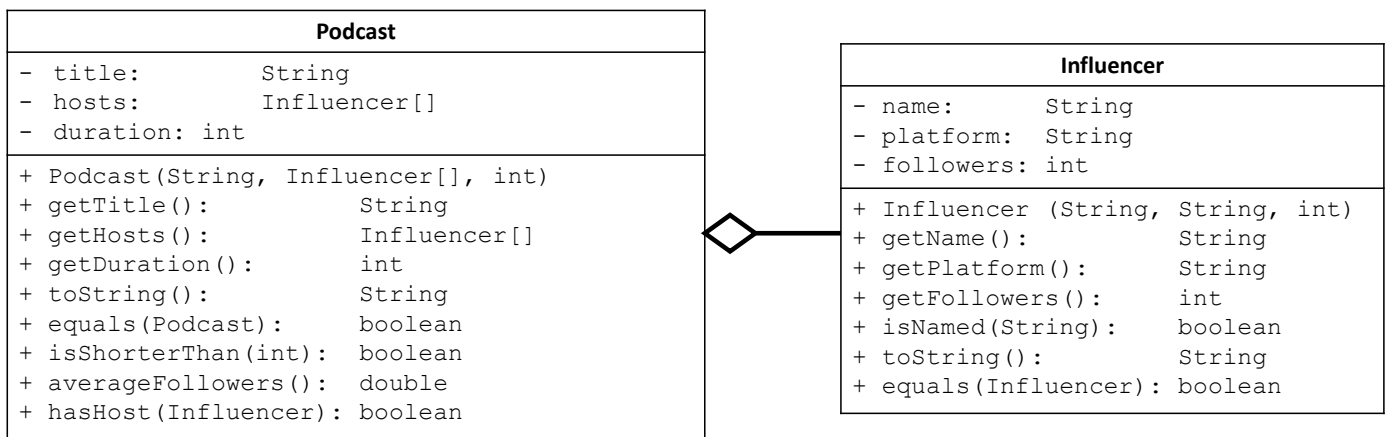 Podcast
- title: String
- hosts: Influencer[]
- duration: int
+ Podcast(String, Influencer[], int)
+ getTitle(): String
+ getHosts(): Influencer[]
+ getDuration(): int
+ toString(): String
+ equals(Podcast): boolean
+ isShorterThan(int): boolean
+ averageFollowers(): double
+ hasHost(Influencer): boolean
Influencer
- name: String
- platform: String
- followers: int
+ Influencer (String, String, int)
+ getName(): String
+ getPlatform(): String
+ getFollowers(): int
+ isNamed(String): boolean
+ toString(): String
+ equals(Influencer): boolean